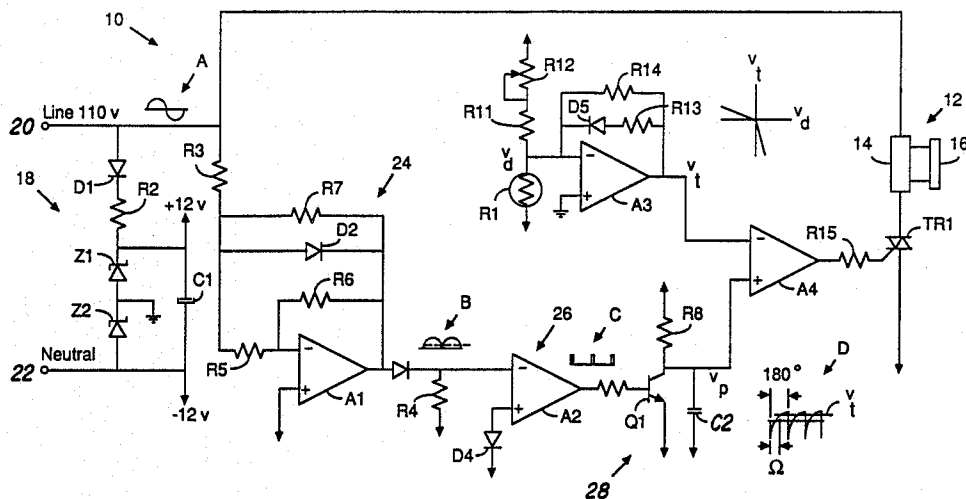 10
A
20
Line 110 v
18
D1
R2
+12 v
Z1
Z2
C1
Neutral
22
-12 v
R3
R7
24
D2
R6
R5
A1
B
R4
26
C
A2
D4
Q1
28
R8
v p
C2
R12
R11
v d
R1
R14
D5
R13
A3
v t
v t
v d
12
14
16
TR1
R15
A4
D
180°
v t
Ω